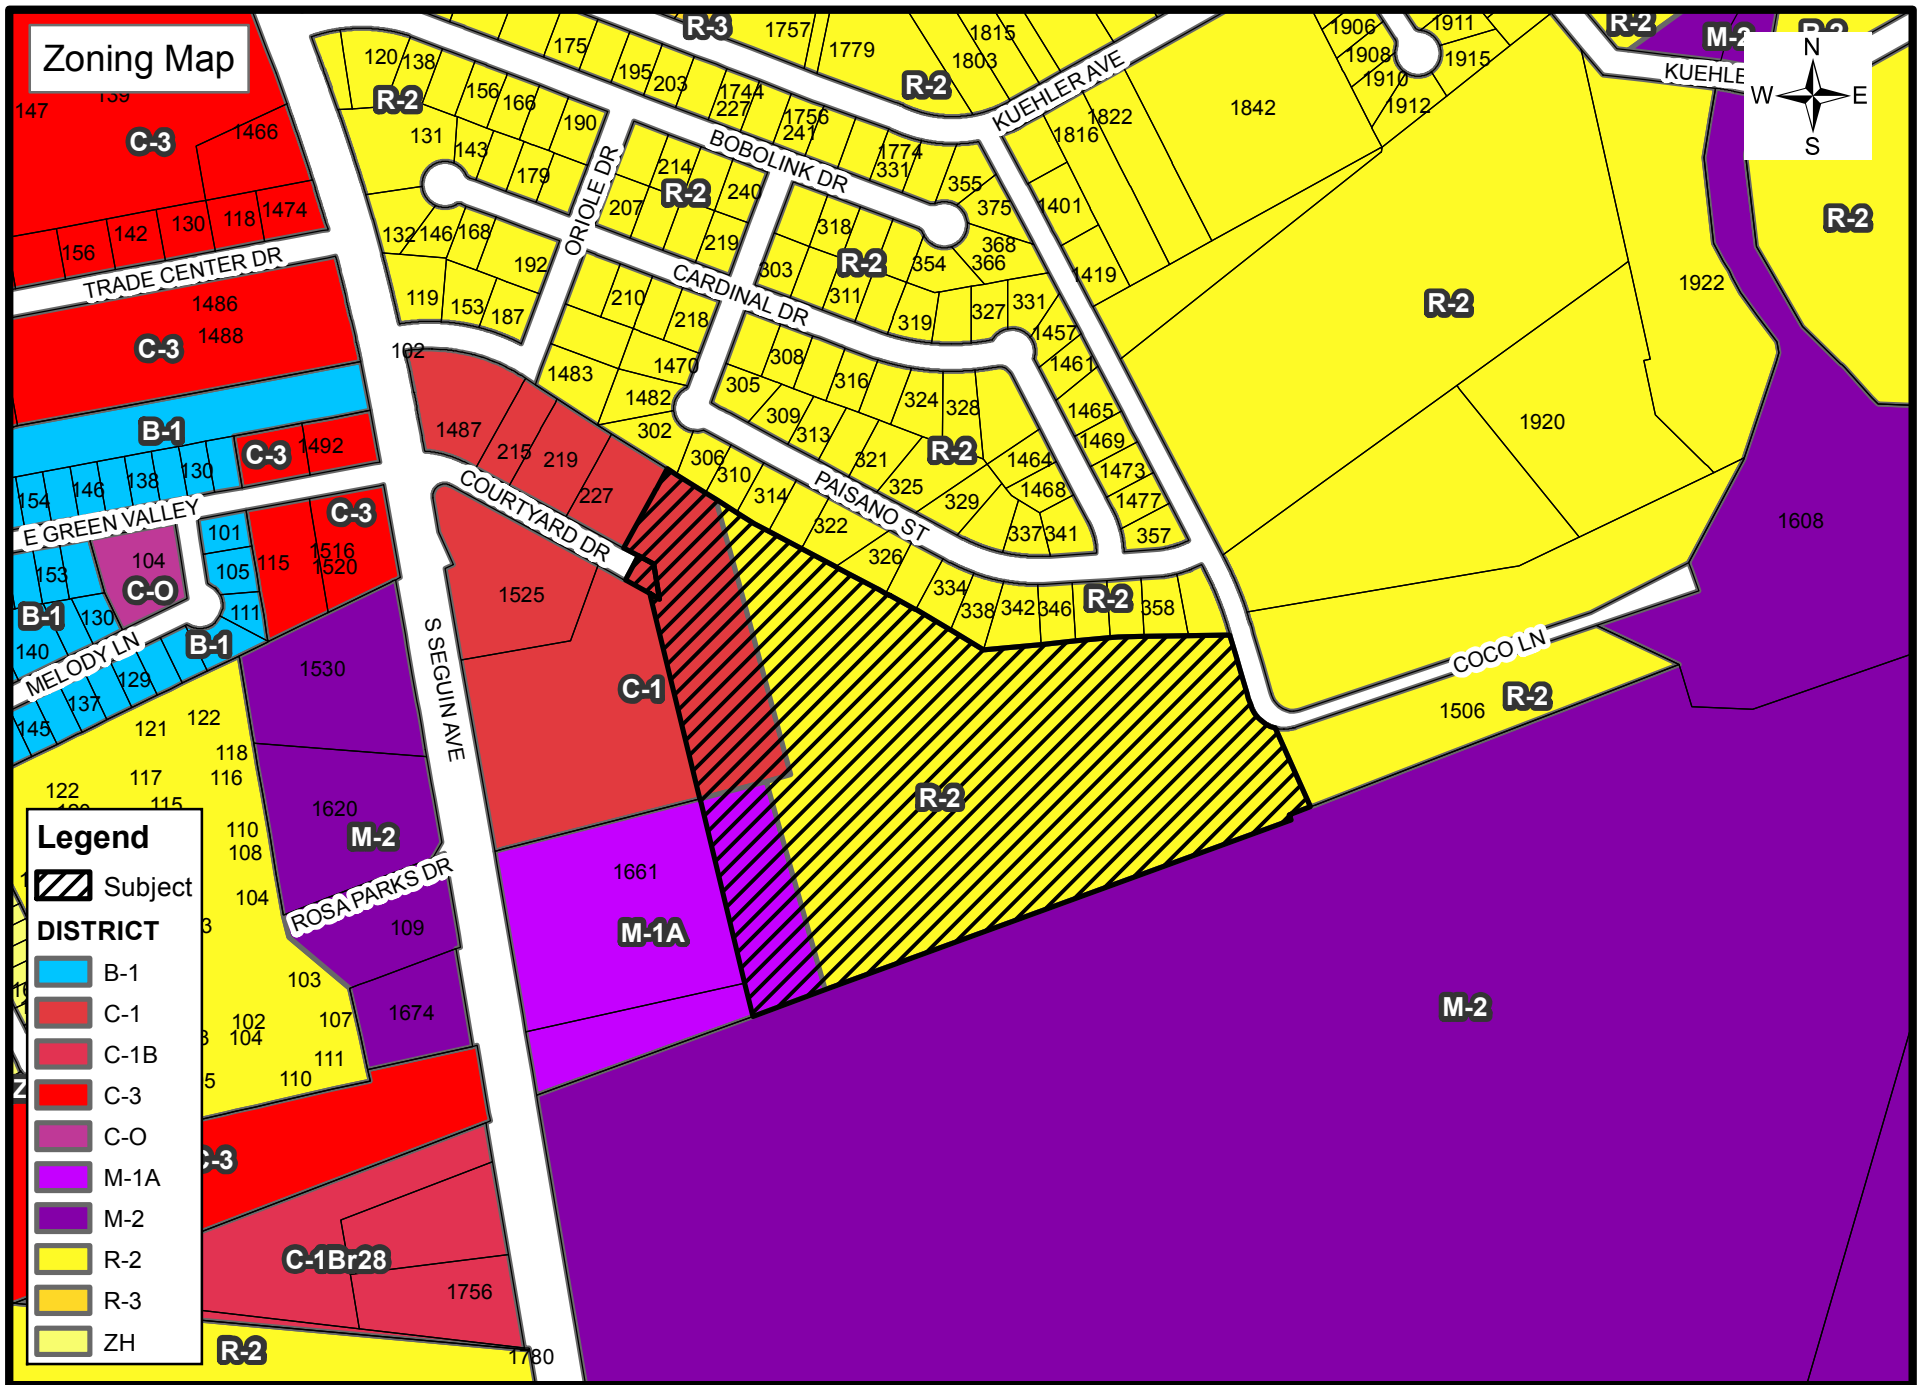 Zoning Map
R-3
1757
1779
1815
1803
1906
1911
R-2
M-2
R-2
1908
1915
1910
1912
KUEHLE
N
W
E
S
120
138
175
195
203
1744
227
R-2
KUEHLER AVE
1822
1816
1842
139
147
C-3
1466
R-2
156
166
190
131
143
179
1756
241
BOBOLINK DR
1774
331
355
375
1401
R-2
156
142
130
118
1474
TRADE CENTER DR
132
146
168
192
ORIOLE DR
214
R-2
240
207
219
318
303
R-2
354
368
366
311
1419
R-2
1922
1486
1488
C-3
119
153
187
210
218
CARDINAL DR
319
327
331
1457
1461
102
1483
1470
1482
302
305
308
316
309
313
324
328
R-2
1465
1469
1473
1477
1920
B-1
C-3
1492
1487
215
219
227
306
310
314
321
325
329
1464
1468
337
341
357
154
146
138
130
E GREEN VALLEY
COURTYARD DR
PAISANO ST
322
326
334
338
342
346
R-2
358
1608
153
104
C-O
101
105
111
115
C-3
1516
1520
B-1
130
140
MELODY LN
B-1
129
137
145
1525
C-1
S SEGUIN AVE
COCO LN
R-2
1506
1530
121
122
118
117
116
122
115
110
108
104
1620
M-2
ROSA PARKS DR
109
103
1674
102
104
107
111
110
1661
M-1A
R-2
M-2
C-1Br28
1756
R-2
1780
Legend
Subject
DISTRICT
B-1
C-1
C-1B
C-3
C-O
M-1A
M-2
R-2
R-3
ZH